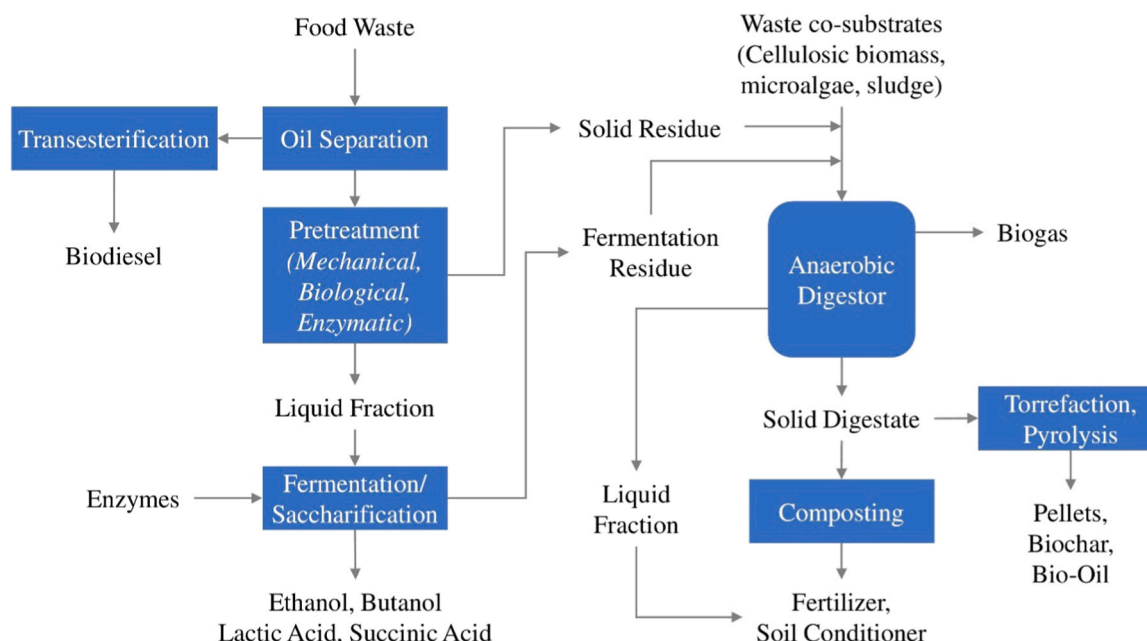 Food Waste
Waste co-substrates
(Cellulosic biomass,
microalgae, sludge)
Transesterification
Oil Separation
Solid Residue
Biodiesel
Pretreatment
(Mechanical,
Biological,
Enzymatic)
Fermentation
Residue
Anaerobic
Digestor
Biogas
Liquid Fraction
Solid Digestate
Torrefaction,
Pyrolysis
Enzymes
Fermentation/
Saccharification
Liquid
Fraction
Composting
Pellets,
Biochar,
Bio-Oil
Ethanol, Butanol
Lactic Acid, Succinic Acid
Fertilizer,
Soil Conditioner